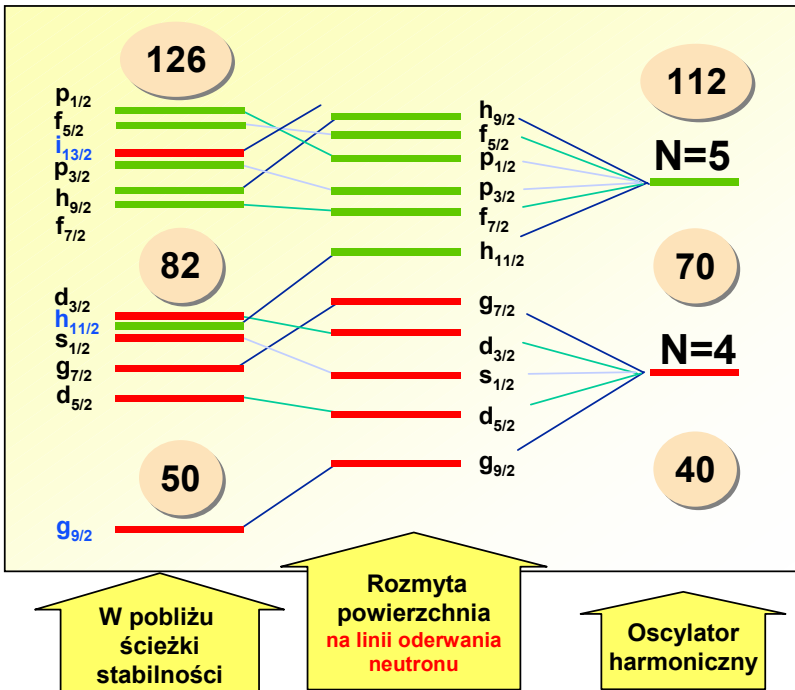 126
p1/2
f5/2
i13/2
p3/2
h9/2
f7/2
82
d3/2
h11/2
s1/2
g7/2
d5/2
50
g9/2
h9/2
f5/2
p1/2
p3/2
f7/2
h11/2
g7/2
d3/2
s1/2
d5/2
g9/2
112
N=5
70
N=4
40
W pobliżu
ścieżki
stabilności
Rozmyta
powierzchnia
na linii oderwania
neutronu
Oscylator
harmoniczny